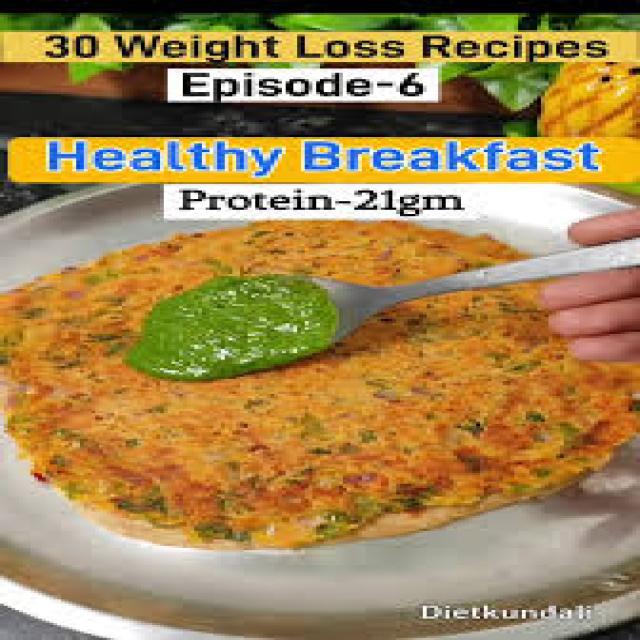 30 Weight Loss Recipes
Episode-6
Healthy Breakfast
Protein-21gm
Dietkundali